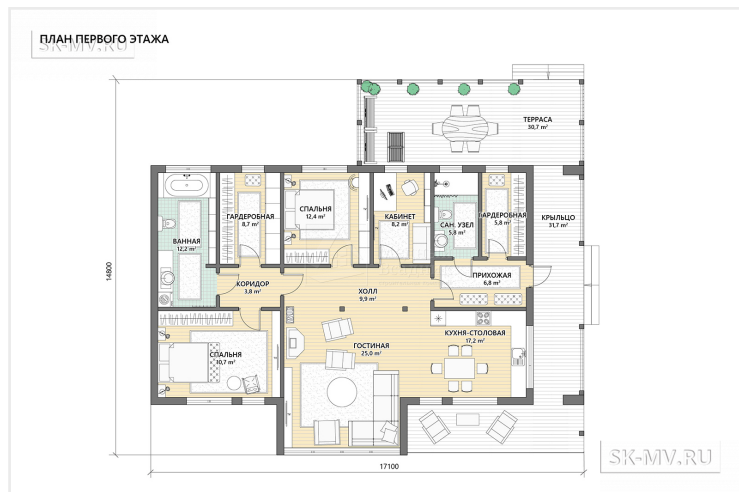 ПЛАН ПЕРВОГО ЭТАЖА
SK-MV.RU
ТЕРРАСА
30,7 m²
СПАЛЬНЯ
12,4 m²
ГАРДЕРОБНАЯ
8,7 m²
КАБИНЕТ
8,2 m²
САН. УЗЕЛ
5,8 m²
ГАРДЕРОБНАЯ
5,8 m²
КРЫЛЬЦО
31,7 m²
ВАННАЯ
12,2 m²
ПРИХОЖАЯ
6,8 m²
КОРИДОР
3,8 m²
ХОЛЛ
9,9 m²
14800
КУХНЯ-СТОЛОВАЯ
17,2 m²
ГОСТИНАЯ
25,0 m²
СПАЛЬНЯ
10,7 m²
17100
SK-MV.RU